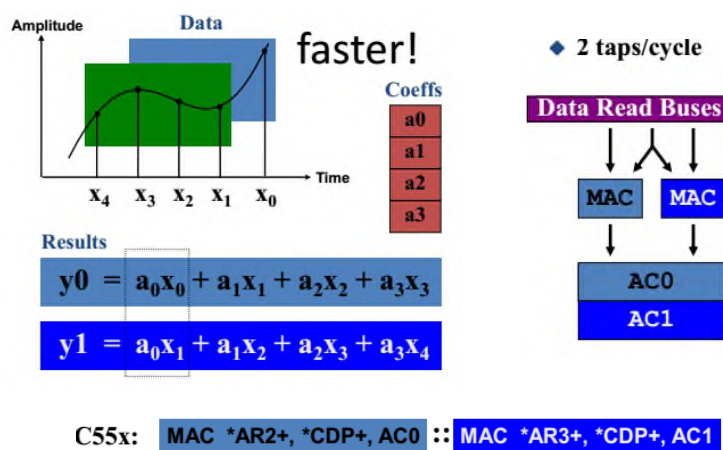 Amplitude
Data
faster!
Time
x₄ x₃ x₂ x₁ x₀
Coeffs
a0
a1
a2
a3
◆ 2 taps/cycle
Data Read Buses
MAC MAC
AC0
AC1
Results
y0 = a₀x₀ + a₁x₁ + a₂x₂ + a₃x₃
y1 = a₀x₁ + a₁x₂ + a₂x₃ + a₃x₄
C55x: MAC *AR2+, *CDP+, AC0 :: MAC *AR3+, *CDP+, AC1